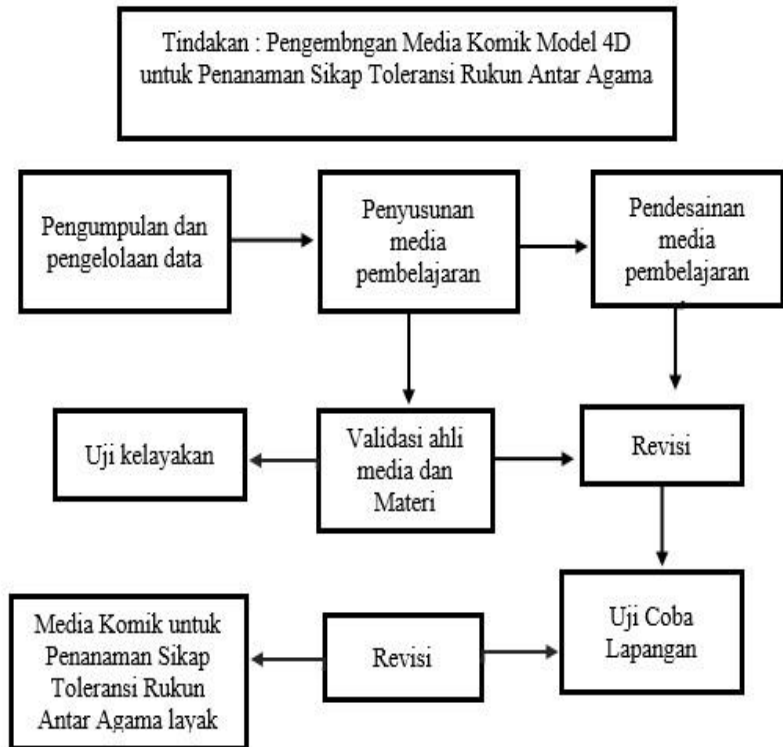 Tindakan : Pengembngan Media Komik Model 4D
untuk Penanaman Sikap Toleransi Rukun Antar Agama
Pengumpulan dan
pengelolaan data
Penyusunan
media
pembelajaran
Pendesainan
media
pembelajaran
Uji kelayakan
Validasi ahli
media dan
Materi
Revisi
Media Komik untuk
Penanaman Sikap
Toleransi Rukun
Antar Agama layak
Revisi
Uji Coba
Lapangan